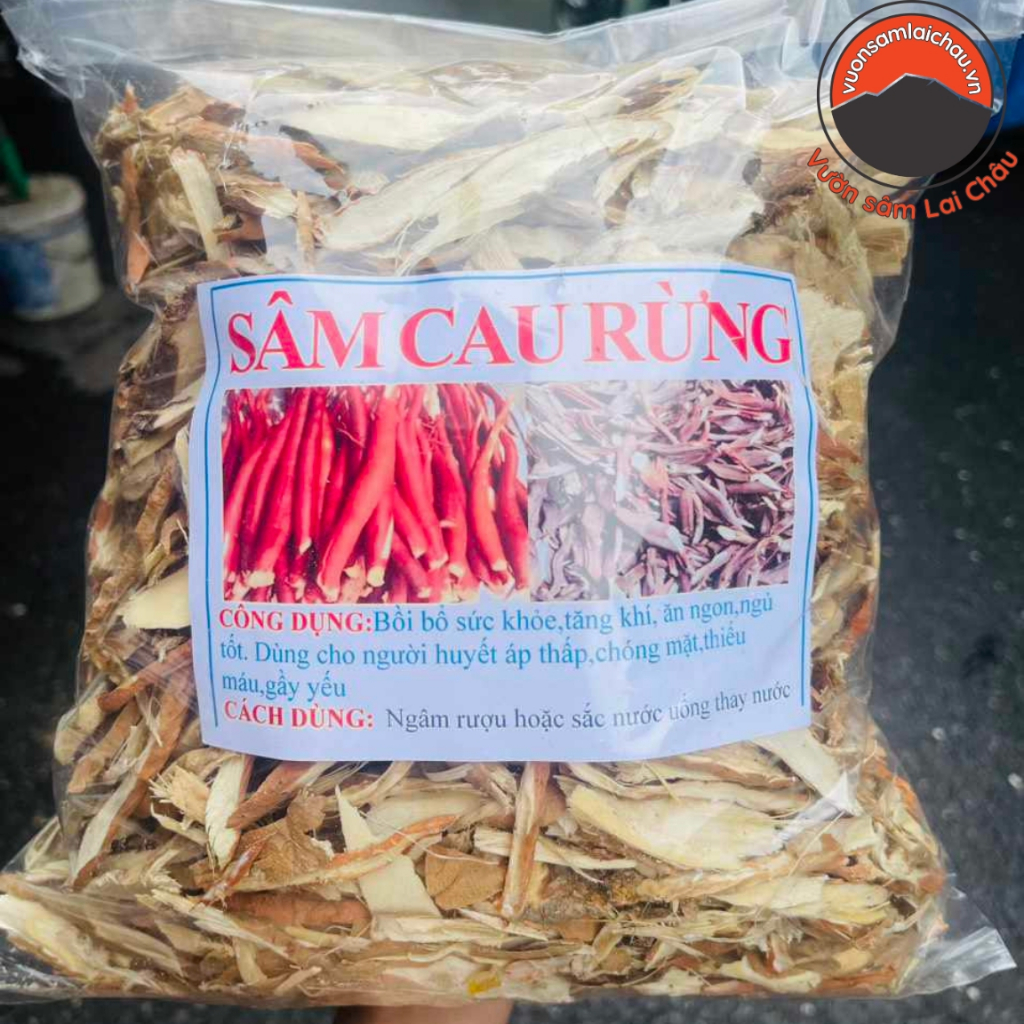 vuonsamlaichau.vn
Vườn sâm Lai Châu
SÂM CAU RỪNG
CÔNG DỤNG:Bồi bổ sức khỏe,tăng khí, ăn ngon,ngủ
tốt. Dùng cho người huyết áp thấp,chóng mặt,thiếu
máu,gầy yếu
CÁCH DÙNG: Ngâm rượu hoặc sắc nước uống thay nước